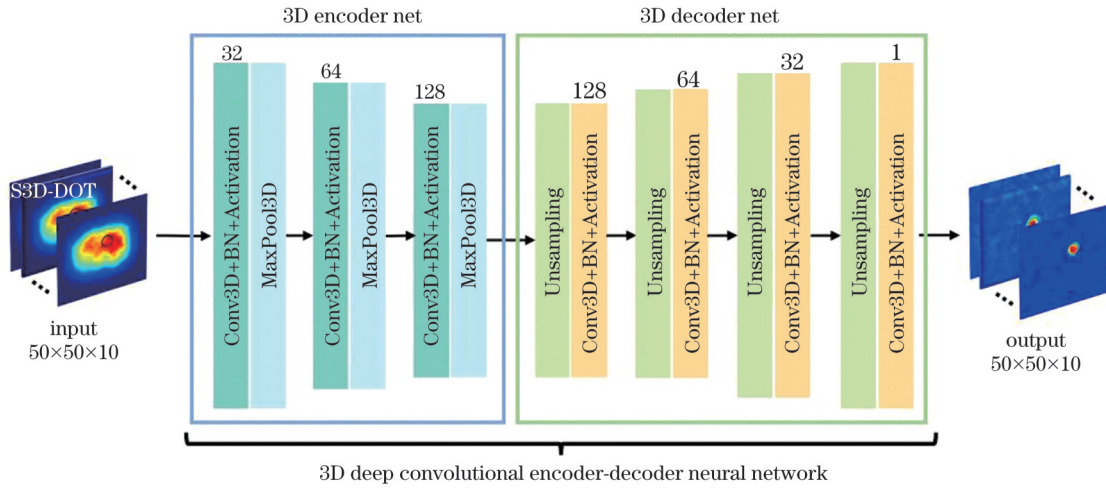 3D encoder net
3D decoder net
32
64
128
128
64
32
1
S3D-DOT
Conv3D+BN+Activation
MaxPool3D
Conv3D+BN+Activation
MaxPool3D
Conv3D+BN+Activation
MaxPool3D
Unsampling
Conv3D+BN+Activation
Unsampling
Conv3D+BN+Activation
Unsampling
Conv3D+BN+Activation
Unsampling
Conv3D+BN+Activation
input
50×50×10
output
50×50×10
3D deep convolutional encoder-decoder neural network